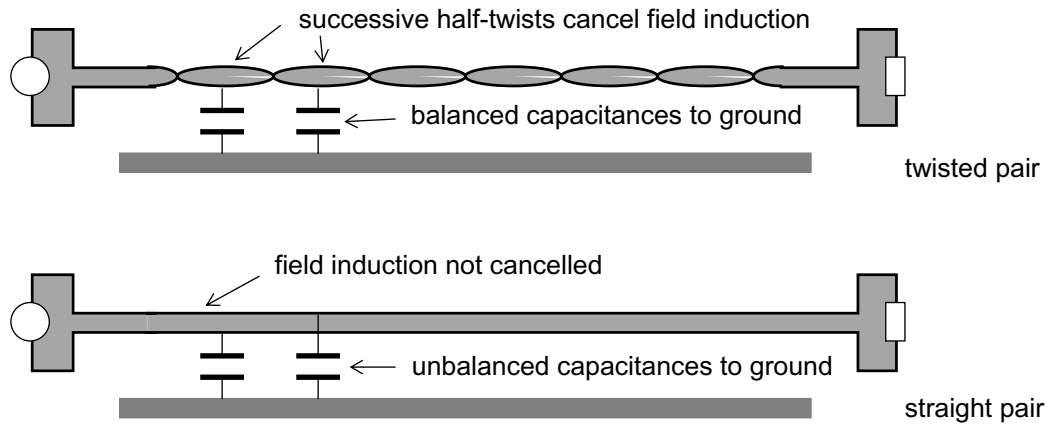 successive half-twists cancel field induction
balanced capacitances to ground
twisted pair
field induction not cancelled
unbalanced capacitances to ground
straight pair